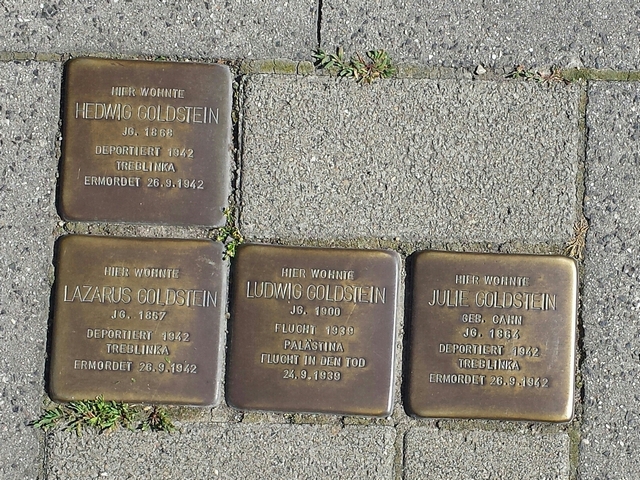 HIER WOHNTE
HEDWIG GOLDSTEIN
JG. 1868
DEPORTIERT 1942
TREBLINKA
ERMORDET 26.9.1942
HIER WOHNTE
LAZARUS GOLDSTEIN
JG. 1857
DEPORTIERT 1942
TREBLINKA
ERMORDET 26.9.1942
HIER WOHNTE
LUDWIG GOLDSTEIN
JG. 1900
FLUCHT 1939
PALÄSTINA
FLUCHT IN DEN TOD
24.9.1939
HIER WOHNTE
JULIE GOLDSTEIN
GEB. CAHN
JG. 1864
DEPORTIERT 1942
TREBLINKA
ERMORDET 26.9.1942